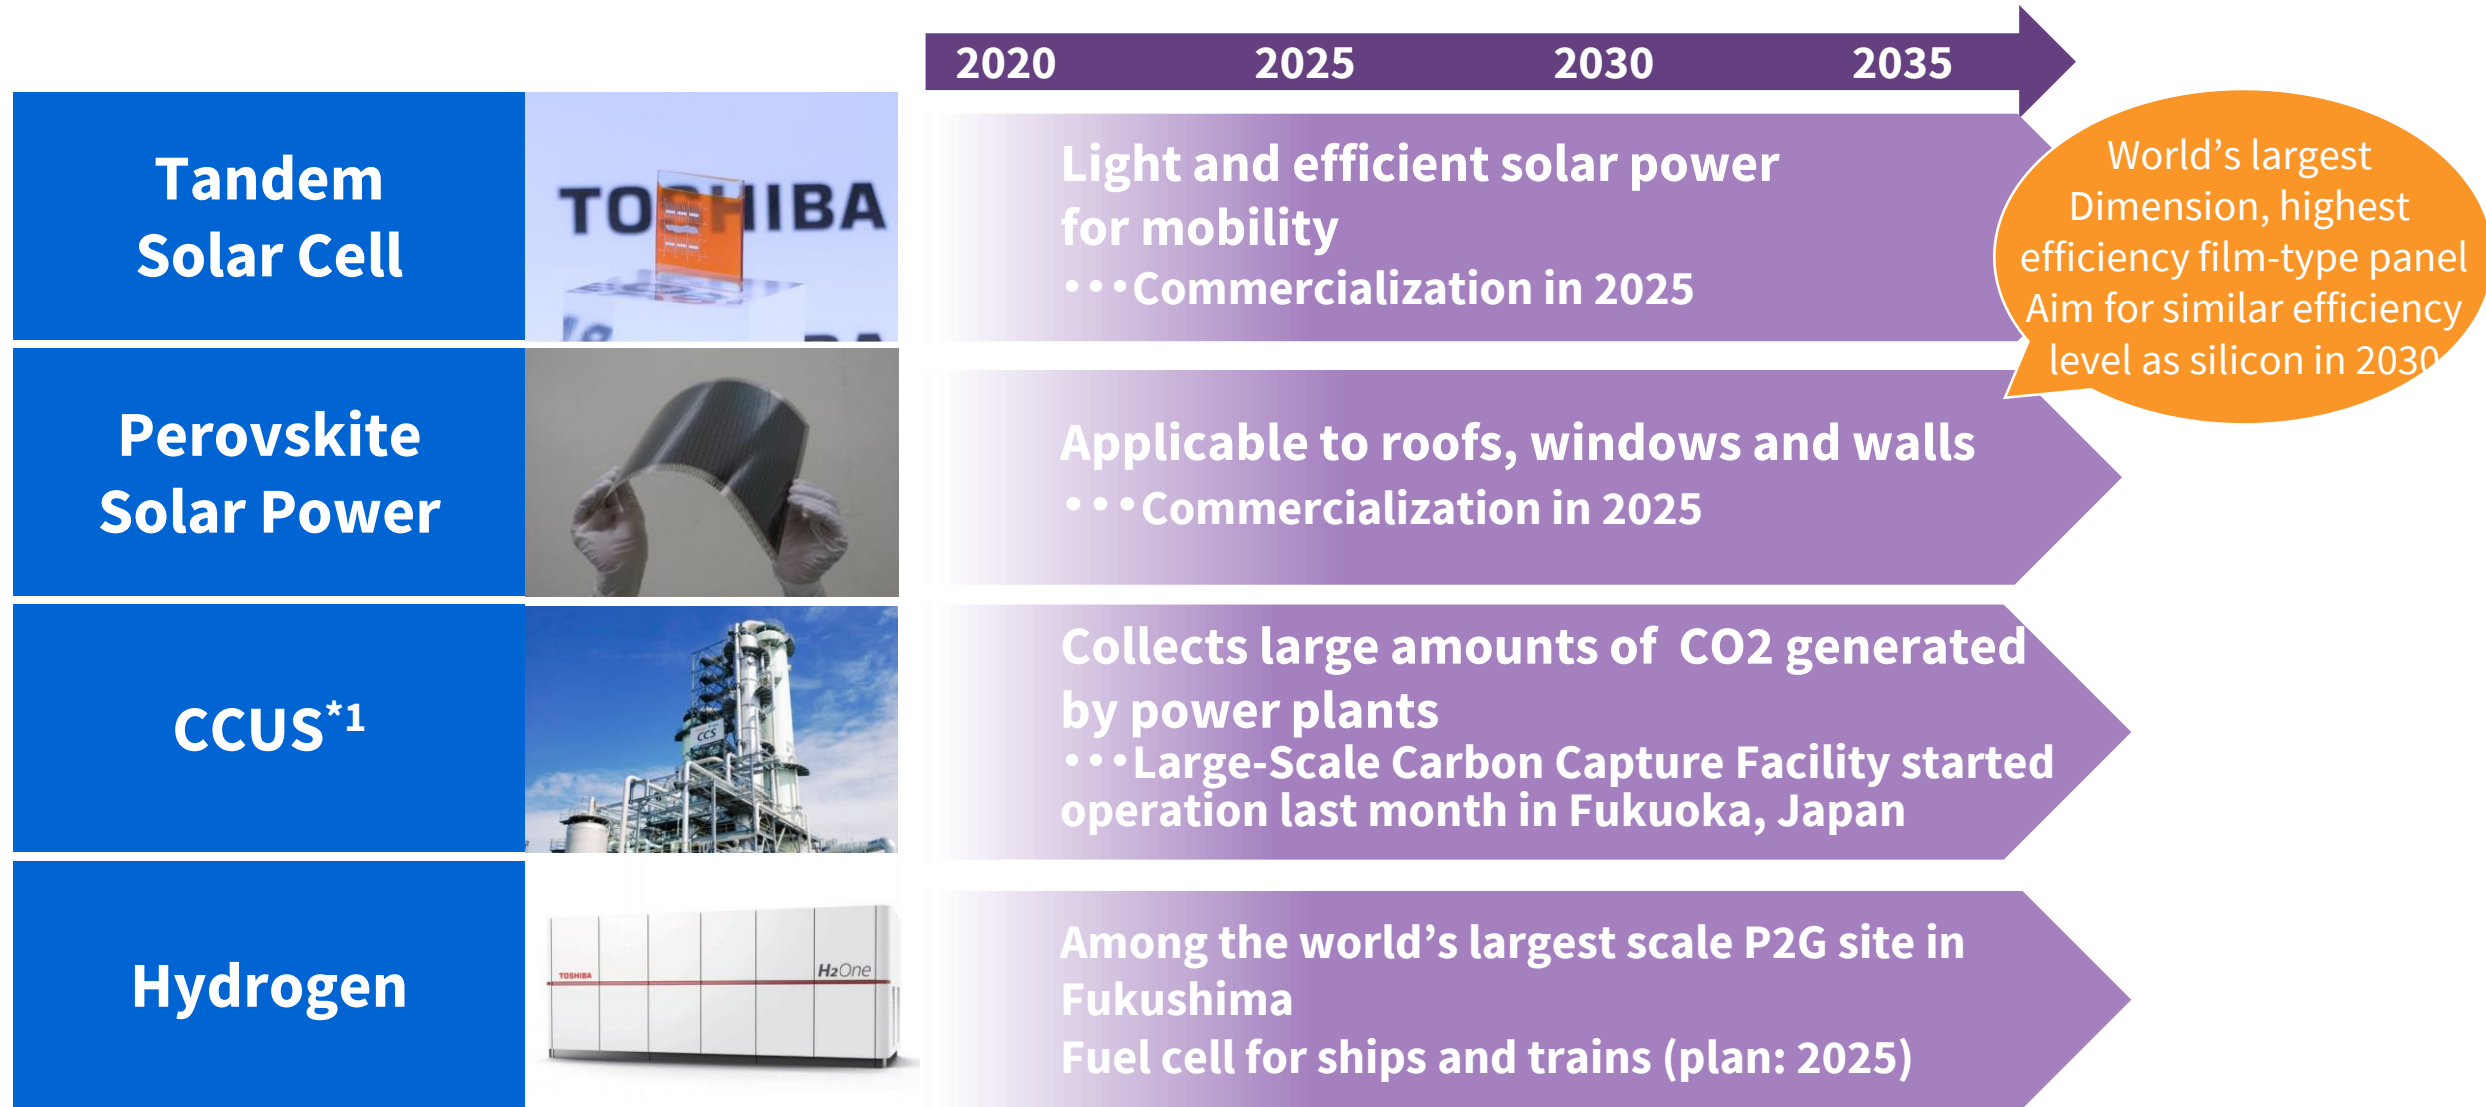 2020 2025 2030 2035
Tandem
Solar Cell
TOSHIBA
Light and efficient solar power
for mobility
・・・Commercialization in 2025
World's largest
Dimension, highest
efficiency film-type panel
Aim for similar efficiency
level as silicon in 2030
Perovskite
Solar Power
Applicable to roofs, windows and walls
・・・Commercialization in 2025
CCUS*1
CCS
Collects large amounts of CO2 generated
by power plants
・・・Large-Scale Carbon Capture Facility started
operation last month in Fukuoka, Japan
Hydrogen
TOSHIBA
H2One
Among the world's largest scale P2G site in
Fukushima
Fuel cell for ships and trains (plan: 2025)